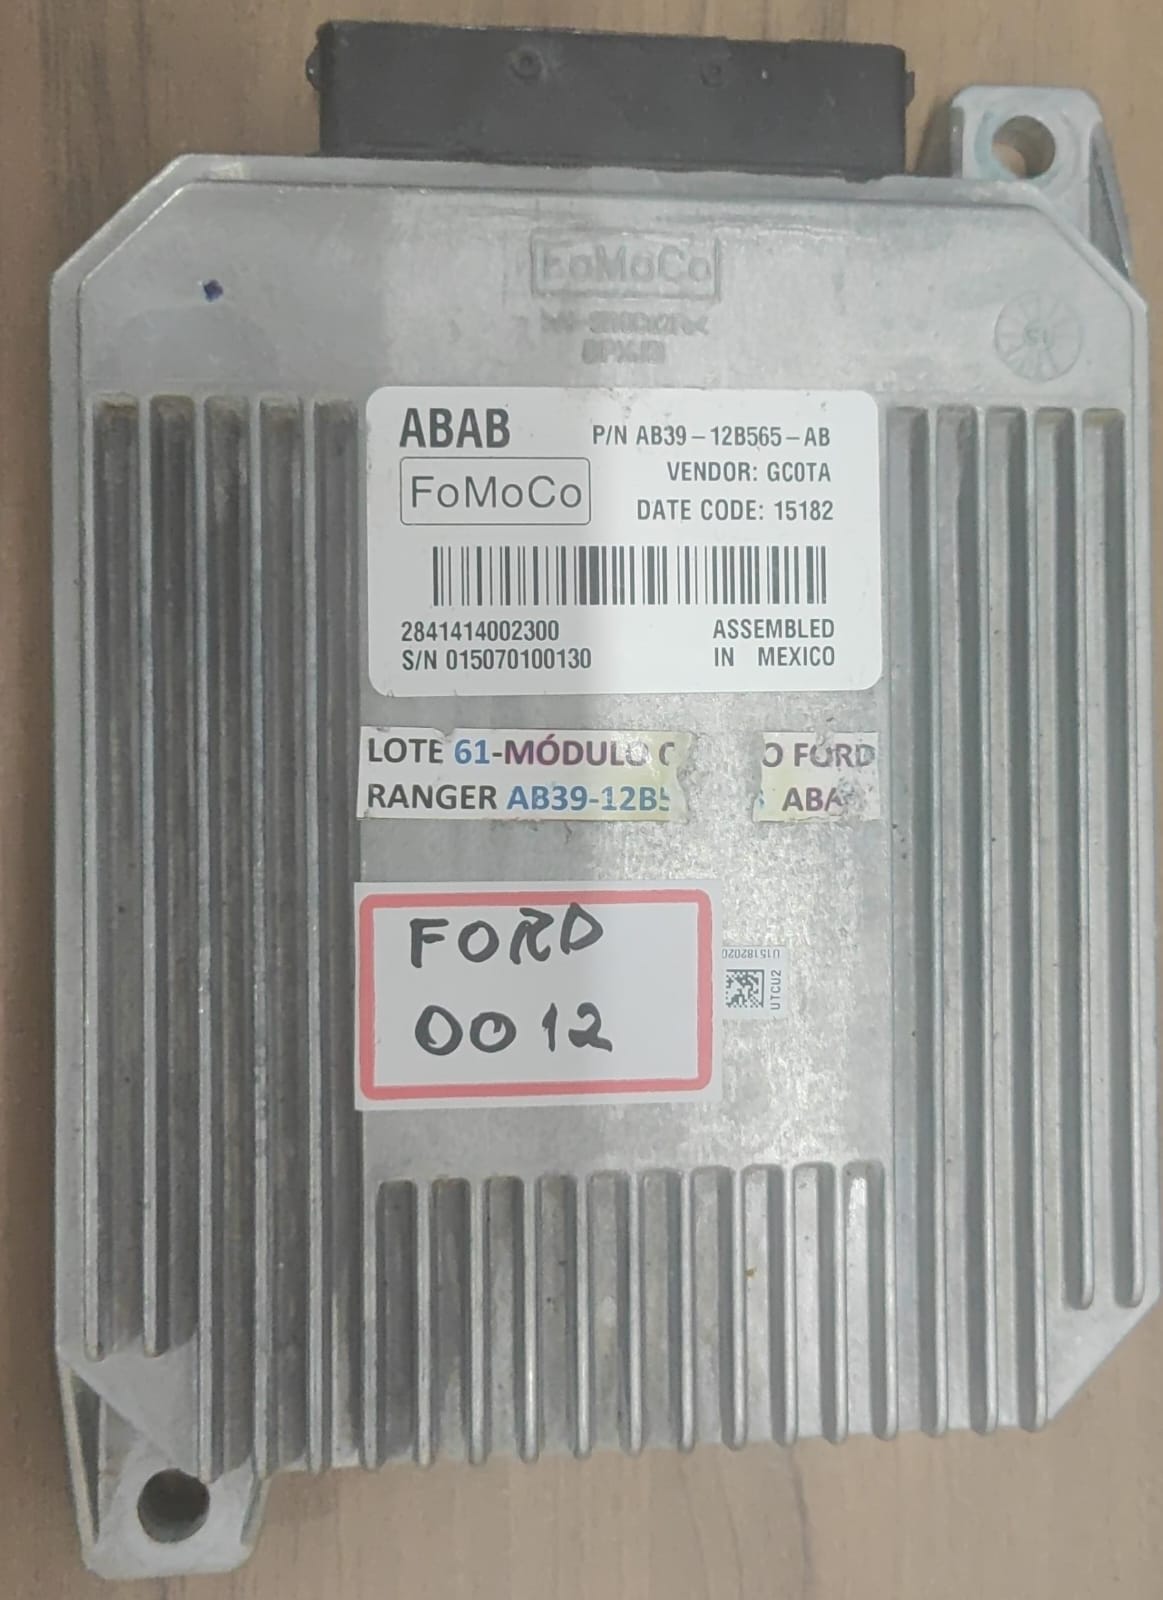 FoMoCo
ABAB
P/N AB39-12B565-AB
FoMoCo
VENDOR: GC0TA
DATE CODE: 15182
2841414002300
ASSEMBLED
S/N 015070100130
IN MEXICO
LOTE 61-MÓDULO FORD
RANGER AB39-12B5 ABA
FORD
0012
UTCU2